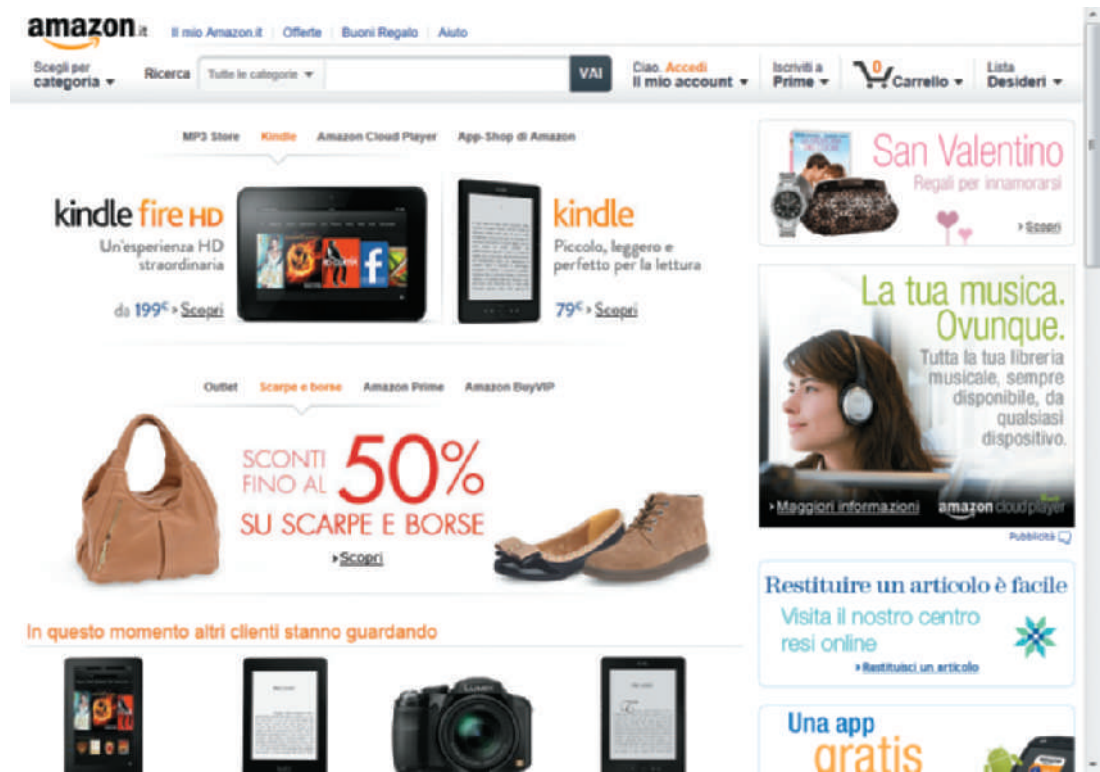 amazon.it
Il mio Amazon.it Offerte Buoni Regalo Aiuto
Scegli per
categoria
Ricerca Tutte le categorie VAI
Ciao. Accedi
Il mio account
Iscriviti a
Prime
0
Carrello
Lista
Desideri
MP3 Store Kindle Amazon Cloud Player App-Shop di Amazon
kindle fire HD
Un'esperienza HD
straordinaria
da 199€ › Scopri
kindle
Piccolo, leggero e
perfetto per la lettura
79€ › Scopri
Outlet Scarpe e borse Amazon Prime Amazon BuyVIP
SCONTI
FINO AL 50%
SU SCARPE E BORSE
›Scopri
In questo momento altri clienti stanno guardando
LUMIX
San Valentino
Regali per innamorarsi
› Scopri
La tua musica.
Ovunque.
Tutta la tua libreria
musicale, sempre
disponibile, da
qualsiasi
dispositivo.
› Maggiori informazioni
amazon cloud player
Pubblicità
Restituire un articolo è facile
Visita il nostro centro
resi online
› Restituisci un articolo
Una app
gratis